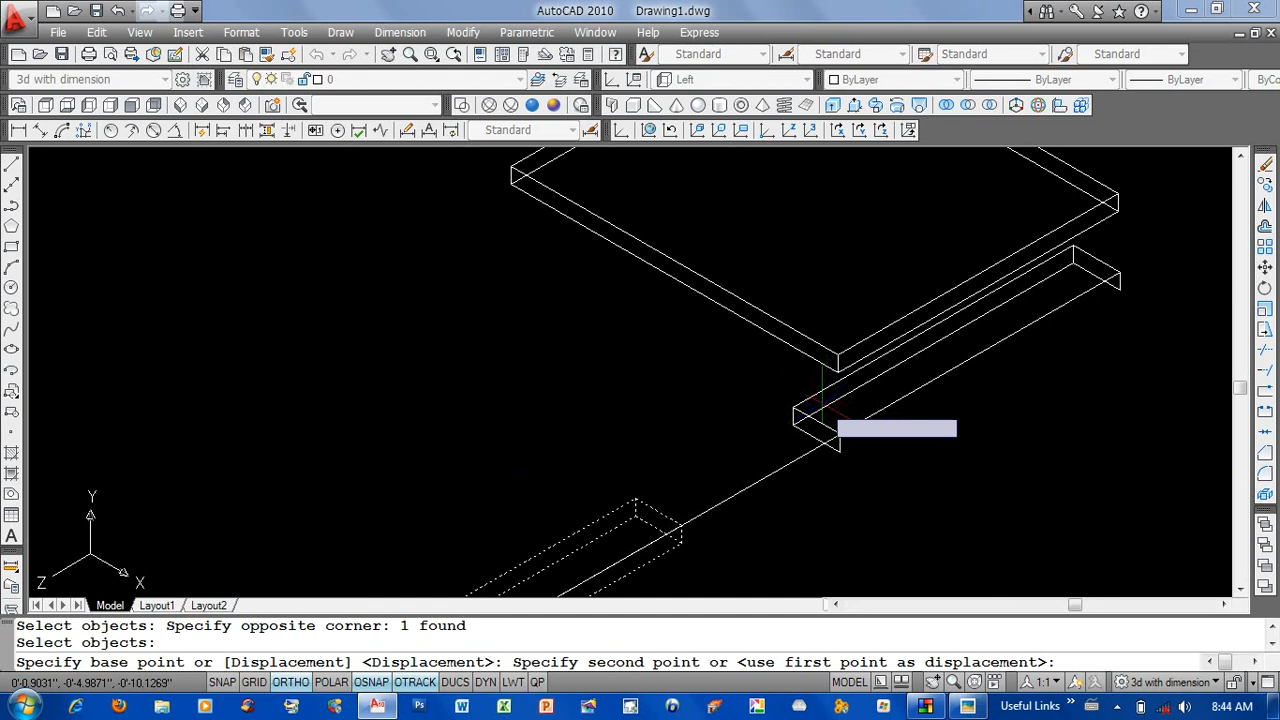 AutoCAD 2010 Drawing1.dwg
File Edit View Insert Format Tools Draw Dimension Modify Parametric Window Help Express
Standard Standard Standard Standard
3d with dimension 0 Left ByLayer ByLayer ByLayer ByCo
Standard
Y
Z X
Model Layout1 Layout2
Select objects: Specify opposite corner: 1 found
Select objects:
Specify base point or [Displacement] <Displacement>: Specify second point or <use first point as displacement>:
0'-0.9031", -0'-4.9871", -0'-10.1269" SNAP GRID ORTHO POLAR OSNAP OTRACK DUCS DYN LWT QP MODEL 1:1 3d with dimension
Useful Links 8:44 AM